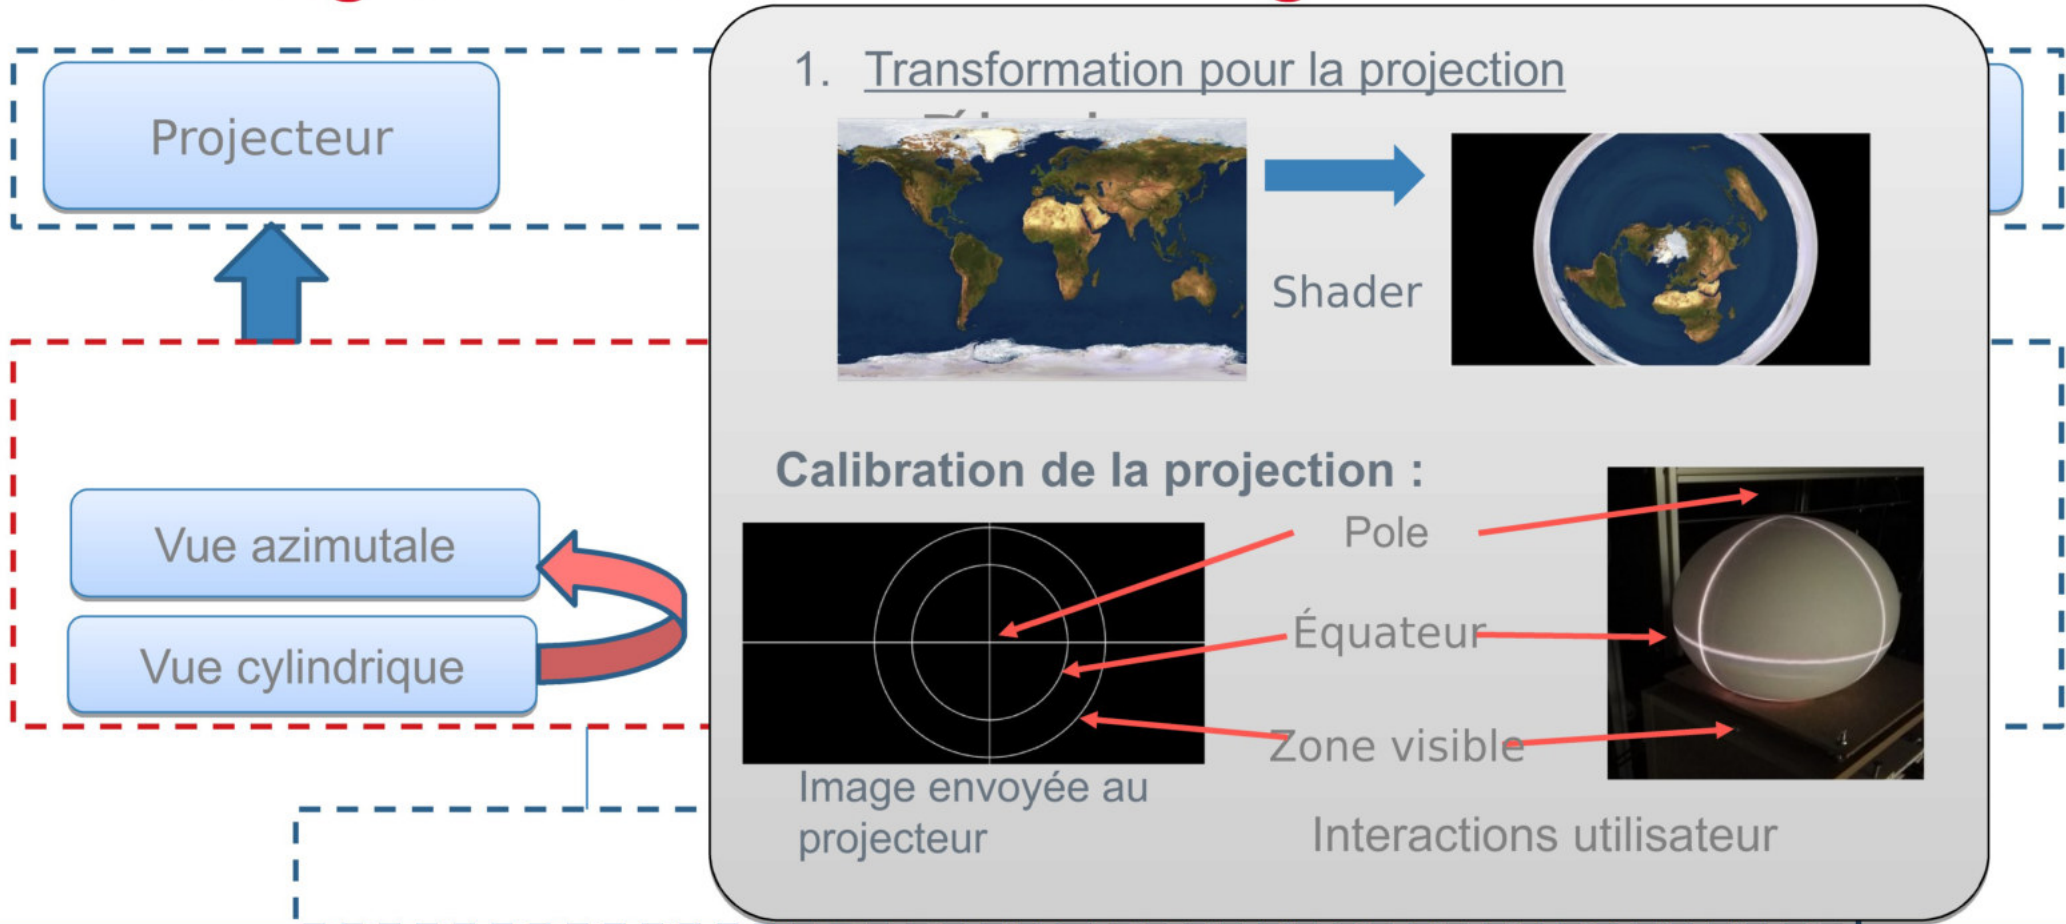 1. Transformation pour la projection
Projecteur
Shader
Calibration de la projection :
Pole
Vue azimutale
Équateur
Vue cylindrique
Zone visible
Image envoyée au
projecteur
Interactions utilisateur